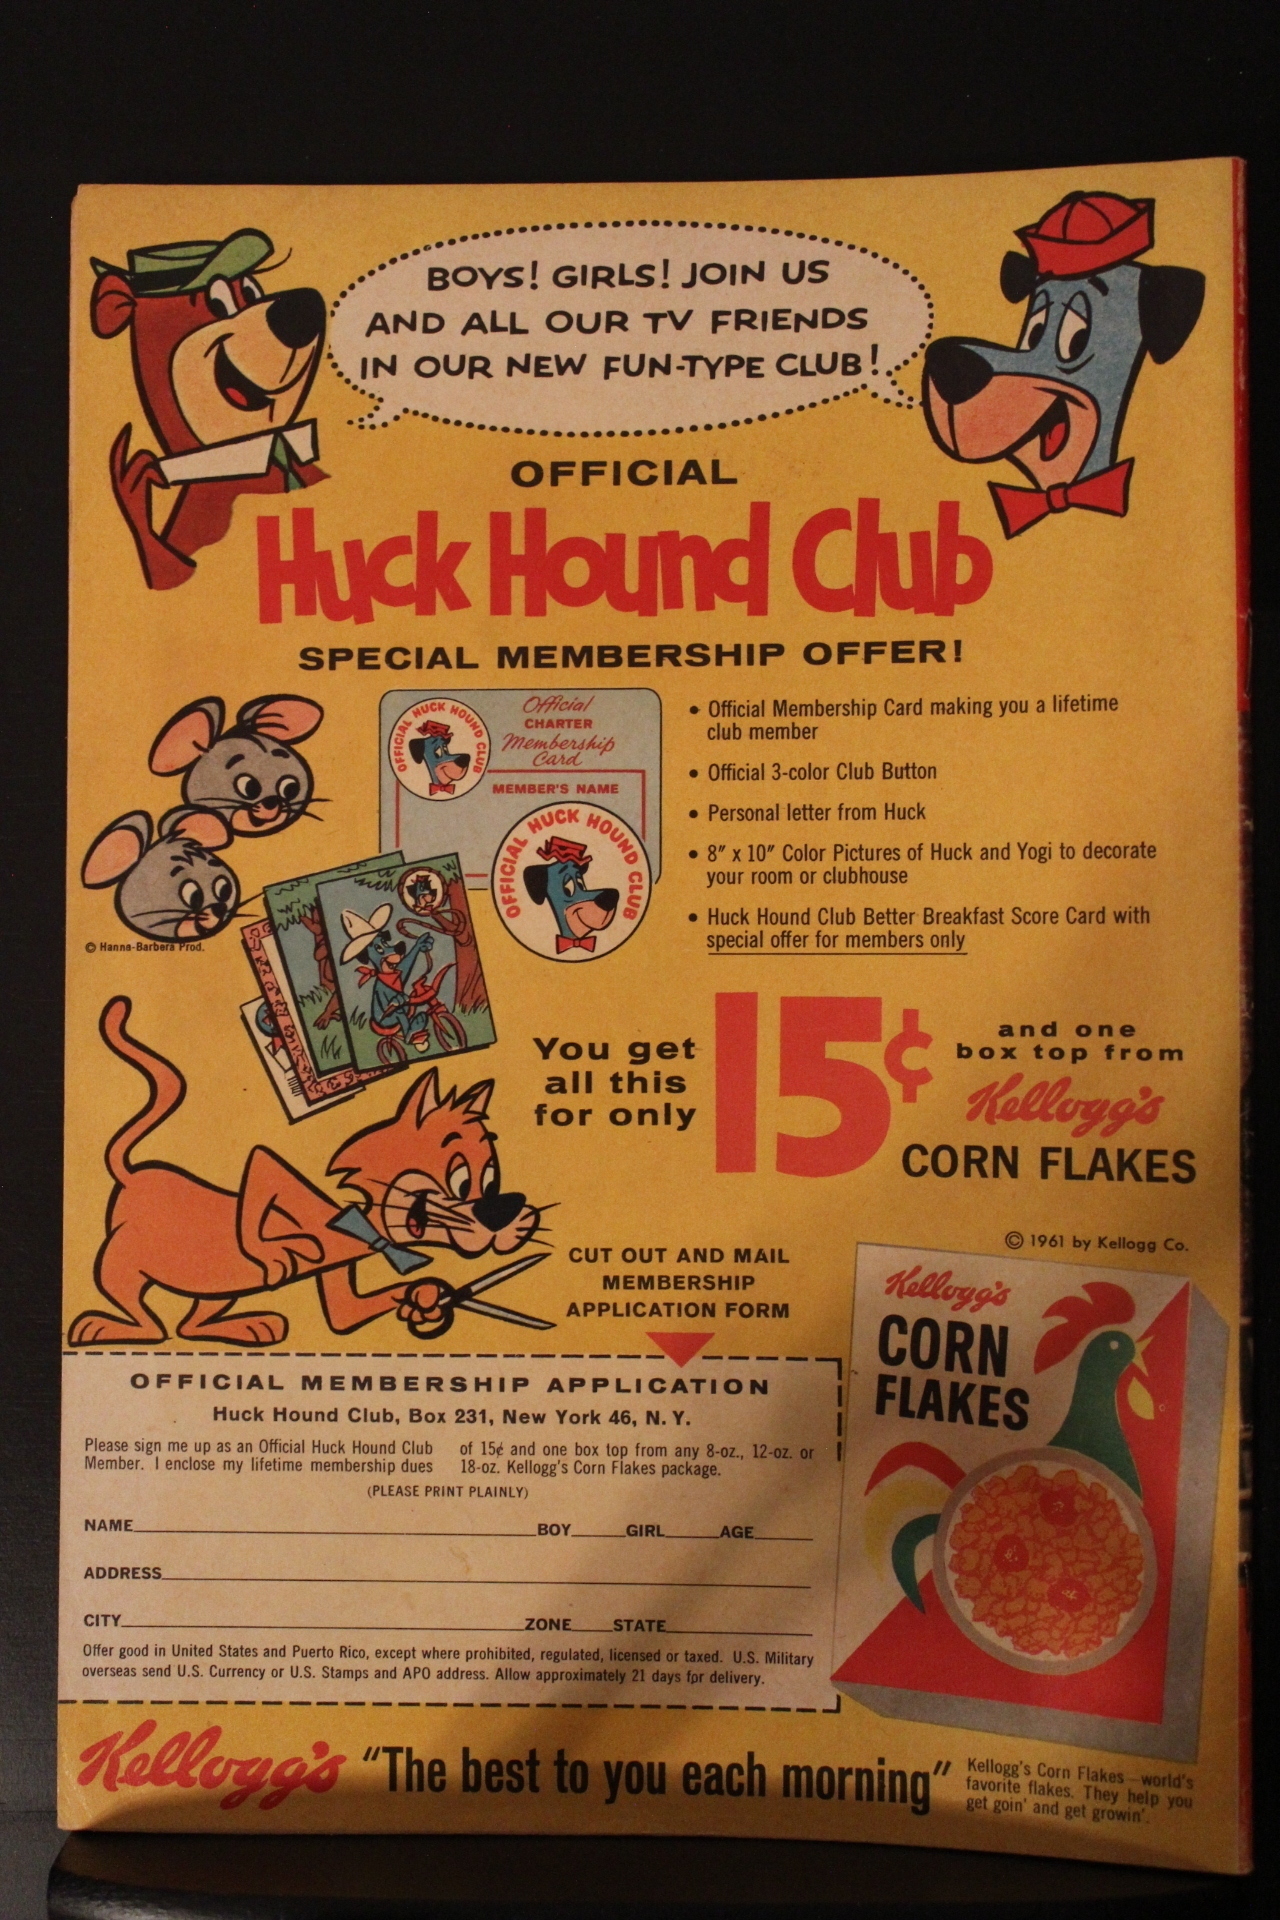 BOYS! GIRLS! JOIN US
AND ALL OUR TV FRIENDS
IN OUR NEW FUN-TYPE CLUB!
OFFICIAL
Huck Hound Club
SPECIAL MEMBERSHIP OFFER!
OFFICIAL HUCK HOUND CLUB
Official
CHARTER
Membership
Card
MEMBER'S NAME
OFFICIAL HUCK HOUND CLUB
• Official Membership Card making you a lifetime
club member
• Official 3-color Club Button
• Personal letter from Huck
• 8" x 10" Color Pictures of Huck and Yogi to decorate
your room or clubhouse
• Huck Hound Club Better Breakfast Score Card with
special offer for members only
© Hanna-Barbera Prod.
You get
all this
for only
15¢
and one
box top from
Kellogg's
CORN FLAKES
© 1961 by Kellogg Co.
CUT OUT AND MAIL
MEMBERSHIP
APPLICATION FORM
Kellogg's
CORN
FLAKES
OFFICIAL MEMBERSHIP APPLICATION
Huck Hound Club, Box 231, New York 46, N. Y.
Please sign me up as an Official Huck Hound Club
Member. I enclose my lifetime membership dues
of 15¢ and one box top from any 8-oz., 12-oz. or
18-oz. Kellogg's Corn Flakes package.
(PLEASE PRINT PLAINLY)
NAME BOY GIRL AGE
ADDRESS
CITY ZONE STATE
Offer good in United States and Puerto Rico, except where prohibited, regulated, licensed or taxed. U.S. Military
overseas send U.S. Currency or U.S. Stamps and APO address. Allow approximately 21 days for delivery.
Kellogg's "The best to you each morning"
Kellogg's Corn Flakes—world's
favorite flakes. They help you
get goin' and get growin'.